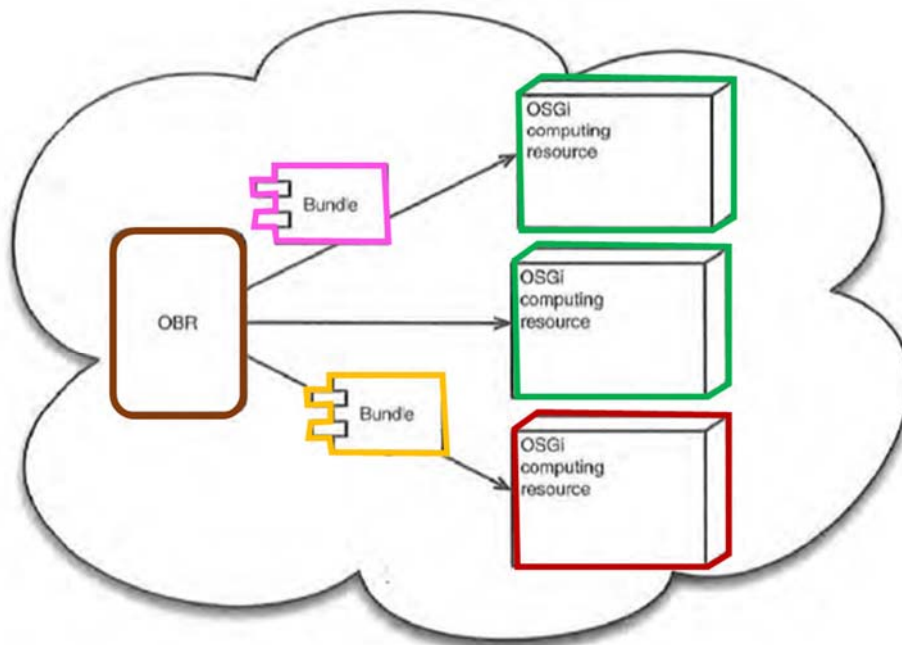 OSGi
computing
resource
Bundle
OBR
OSGi
computing
resource
Bundle
OSGi
computing
resource